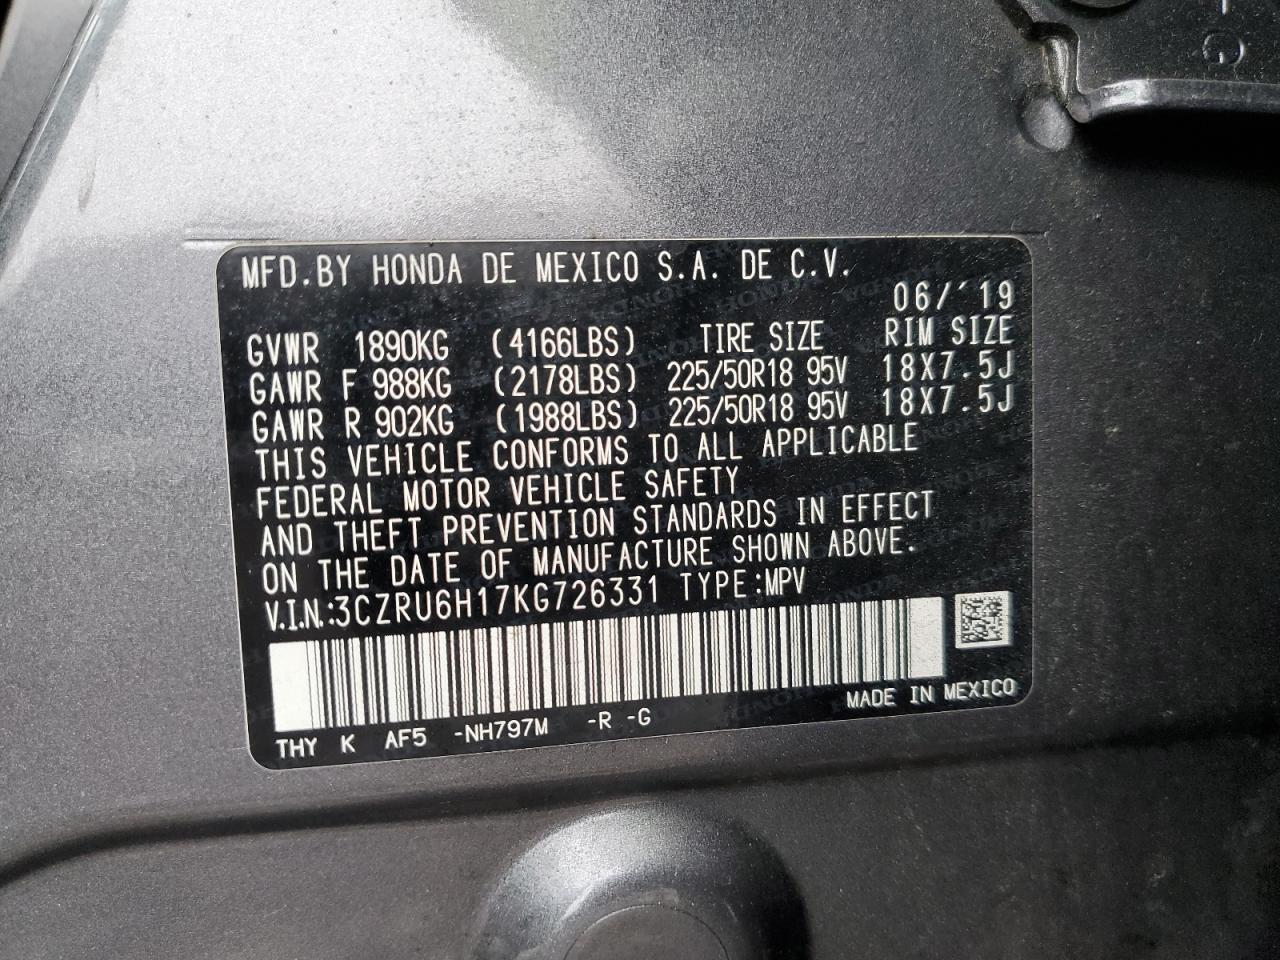 MFD.BY HONDA DE MEXICO S.A. DE C.V.
06/´19
GVWR 1890KG (4166LBS) TIRE SIZE RIM SIZE
GAWR F 988KG (2178LBS) 225/50R18 95V 18X7.5J
GAWR R 902KG (1988LBS) 225/50R18 95V 18X7.5J
THIS VEHICLE CONFORMS TO ALL APPLICABLE
FEDERAL MOTOR VEHICLE SAFETY
AND THEFT PREVENTION STANDARDS IN EFFECT
ON THE DATE OF MANUFACTURE SHOWN ABOVE.
V.I.N.:3CZRU6H17KG726331 TYPE:MPV
MADE IN MEXICO
THY K AF5 -NH797M -R -G